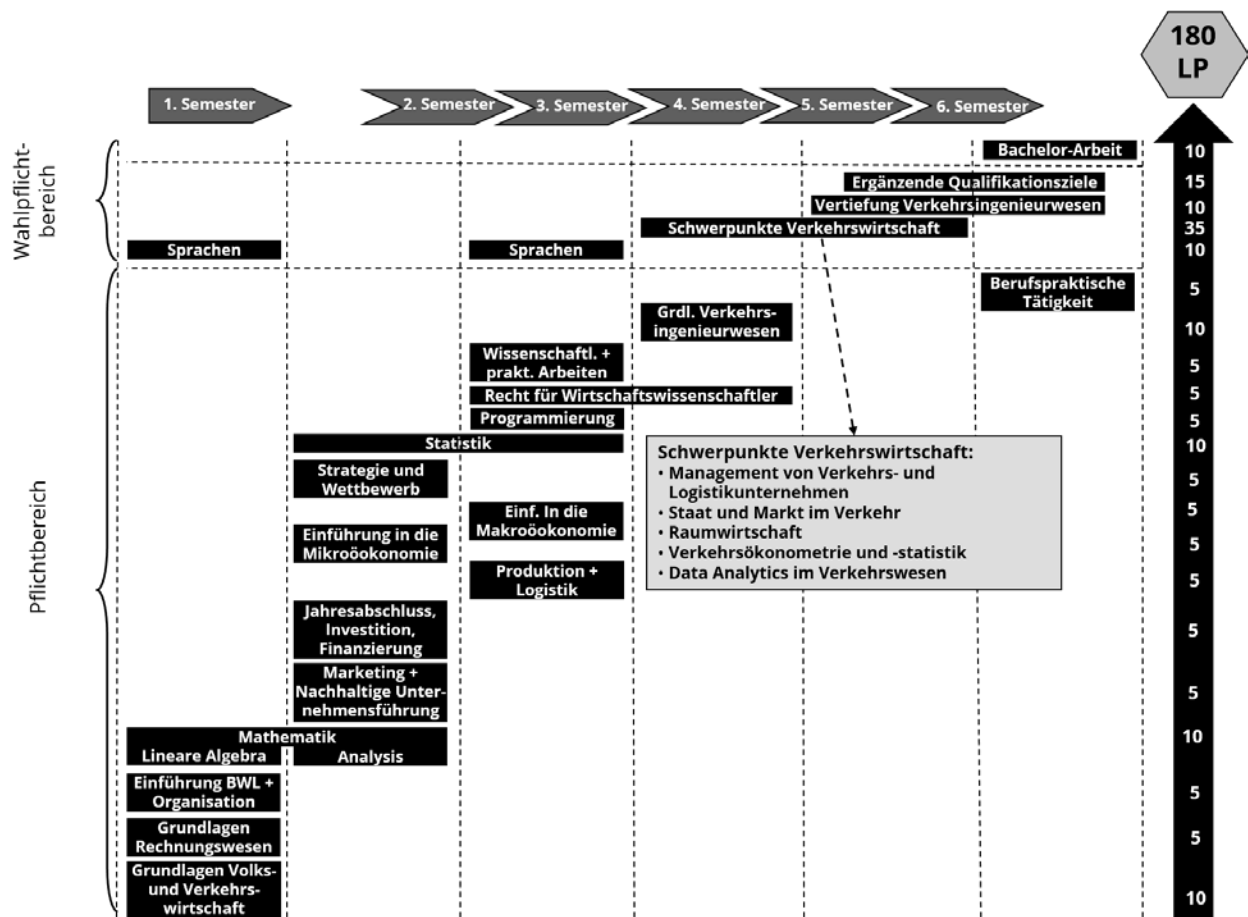 180
LP
1. Semester
2. Semester
3. Semester
4. Semester
5. Semester
6. Semester
Wahlpflicht-
bereich
Bachelor-Arbeit
10
Ergänzende Qualifikationsziele
15
Vertiefung Verkehrsingenieurwesen
10
Schwerpunkte Verkehrswirtschaft
35
Sprachen
Sprachen
10
Pflichtbereich
Berufspraktische
Tätigkeit
5
Grdl. Verkehrs-
ingenieurwesen
10
Wissenschaftl. +
prakt. Arbeiten
5
Recht für Wirtschaftswissenschaftler
5
Programmierung
5
Statistik
10
Strategie und
Wettbewerb
5
Einf. In die
Makroöokonomie
5
Einführung in die
Mikroöokonomie
5
Produktion +
Logistik
5
Schwerpunkte Verkehrswirtschaft:
• Management von Verkehrs- und
Logistikunternehmen
• Staat und Markt im Verkehr
• Raumwirtschaft
• Verkehrsökonometrie und -statistik
• Data Analytics im Verkehrswesen
Jahresabschluss,
Investition,
Finanzierung
5
Marketing +
Nachhaltige Unter-
nehmensführung
5
Mathematik
Lineare Algebra
Analysis
10
Einführung BWL +
Organisation
5
Grundlagen
Rechnungswesen
5
Grundlagen Volks-
und Verkehrs-
wirtschaft
10